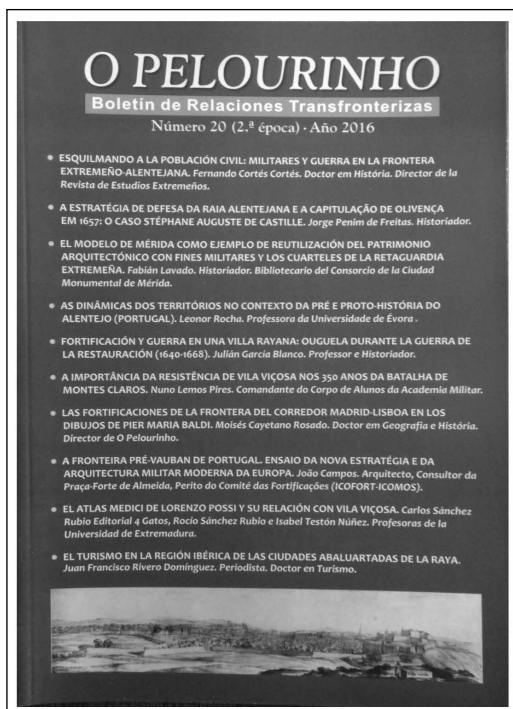 O PELOURINHO
Boletín de Relaciones Transfronterizas
Número 20 (2.ª época) · Año 2016
• ESQUILMANDO A LA POBLACIÓN CIVIL: MILITARES Y GUERRA EN LA FRONTERA
EXTREMEÑO-ALENTEJANA. Fernando Cortés Cortés. Doctor em História. Director de la
Revista de Estudios Extremeños.
• A ESTRATÉGIA DE DEFESA DA RAIA ALENTEJANA E A CAPITULAÇÃO DE OLIVENÇA
EM 1657: O CASO STÉPHANE AUGUSTE DE CASTILLE. Jorge Penim de Freitas. Historiador.
• EL MODELO DE MÉRIDA COMO EJEMPLO DE REUTILIZACIÓN DEL PATRIMONIO
ARQUITECTÓNICO CON FINES MILITARES Y LOS CUARTELES DE LA RETAGUARDIA
EXTREMEÑA. Fabián Lavado. Historiador. Bibliotecario del Consorcio de la Ciudad
Monumental de Mérida.
• AS DINÂMICAS DOS TERRITÓRIOS NO CONTEXTO DA PRÉ E PROTO-HISTÓRIA DO
ALENTEJO (PORTUGAL). Leonor Rocha. Professora da Universidade de Évora .
• FORTIFICACIÓN Y GUERRA EN UNA VILLA RAYANA: OUGUELA DURANTE LA GUERRA DE
LA RESTAURACIÓN (1640-1668). Julián García Blanco. Professor e Historiador.
• A IMPORTÂNCIA DA RESISTÊNCIA DE VILA VIÇOSA NOS 350 ANOS DA BATALHA DE
MONTES CLAROS. Nuno Lemos Pires. Comandante do Corpo de Alunos da Academia Militar.
• LAS FORTIFICACIONES DE LA FRONTERA DEL CORREDOR MADRID-LISBOA EN LOS
DIBUJOS DE PIER MARIA BALDI. Moisés Cayetano Rosado. Doctor em Geografia e História.
Director de O Pelourinho.
• A FRONTEIRA PRÉ-VAUBAN DE PORTUGAL. ENSAIO DA NOVA ESTRATÉGIA E DA
ARQUITECTURA MILITAR MODERNA DA EUROPA. João Campos. Arquitecto, Consultor da
Praça-Forte de Almeida, Perito do Comité das Fortificações (ICOFORT-ICOMOS).
• EL ATLAS MEDICI DE LORENZO POSSI Y SU RELACIÓN CON VILA VIÇOSA. Carlos Sánchez
Rubio Editorial 4 Gatos, Rocío Sánchez Rubio e Isabel Testón Núñez. Profesoras de la
Universidad de Extremadura.
• EL TURISMO EN LA REGIÓN IBÉRICA DE LAS CIUDADES ABALUARTADAS DE LA RAYA.
Juan Francisco Rivero Domínguez. Periodista. Doctor en Turismo.